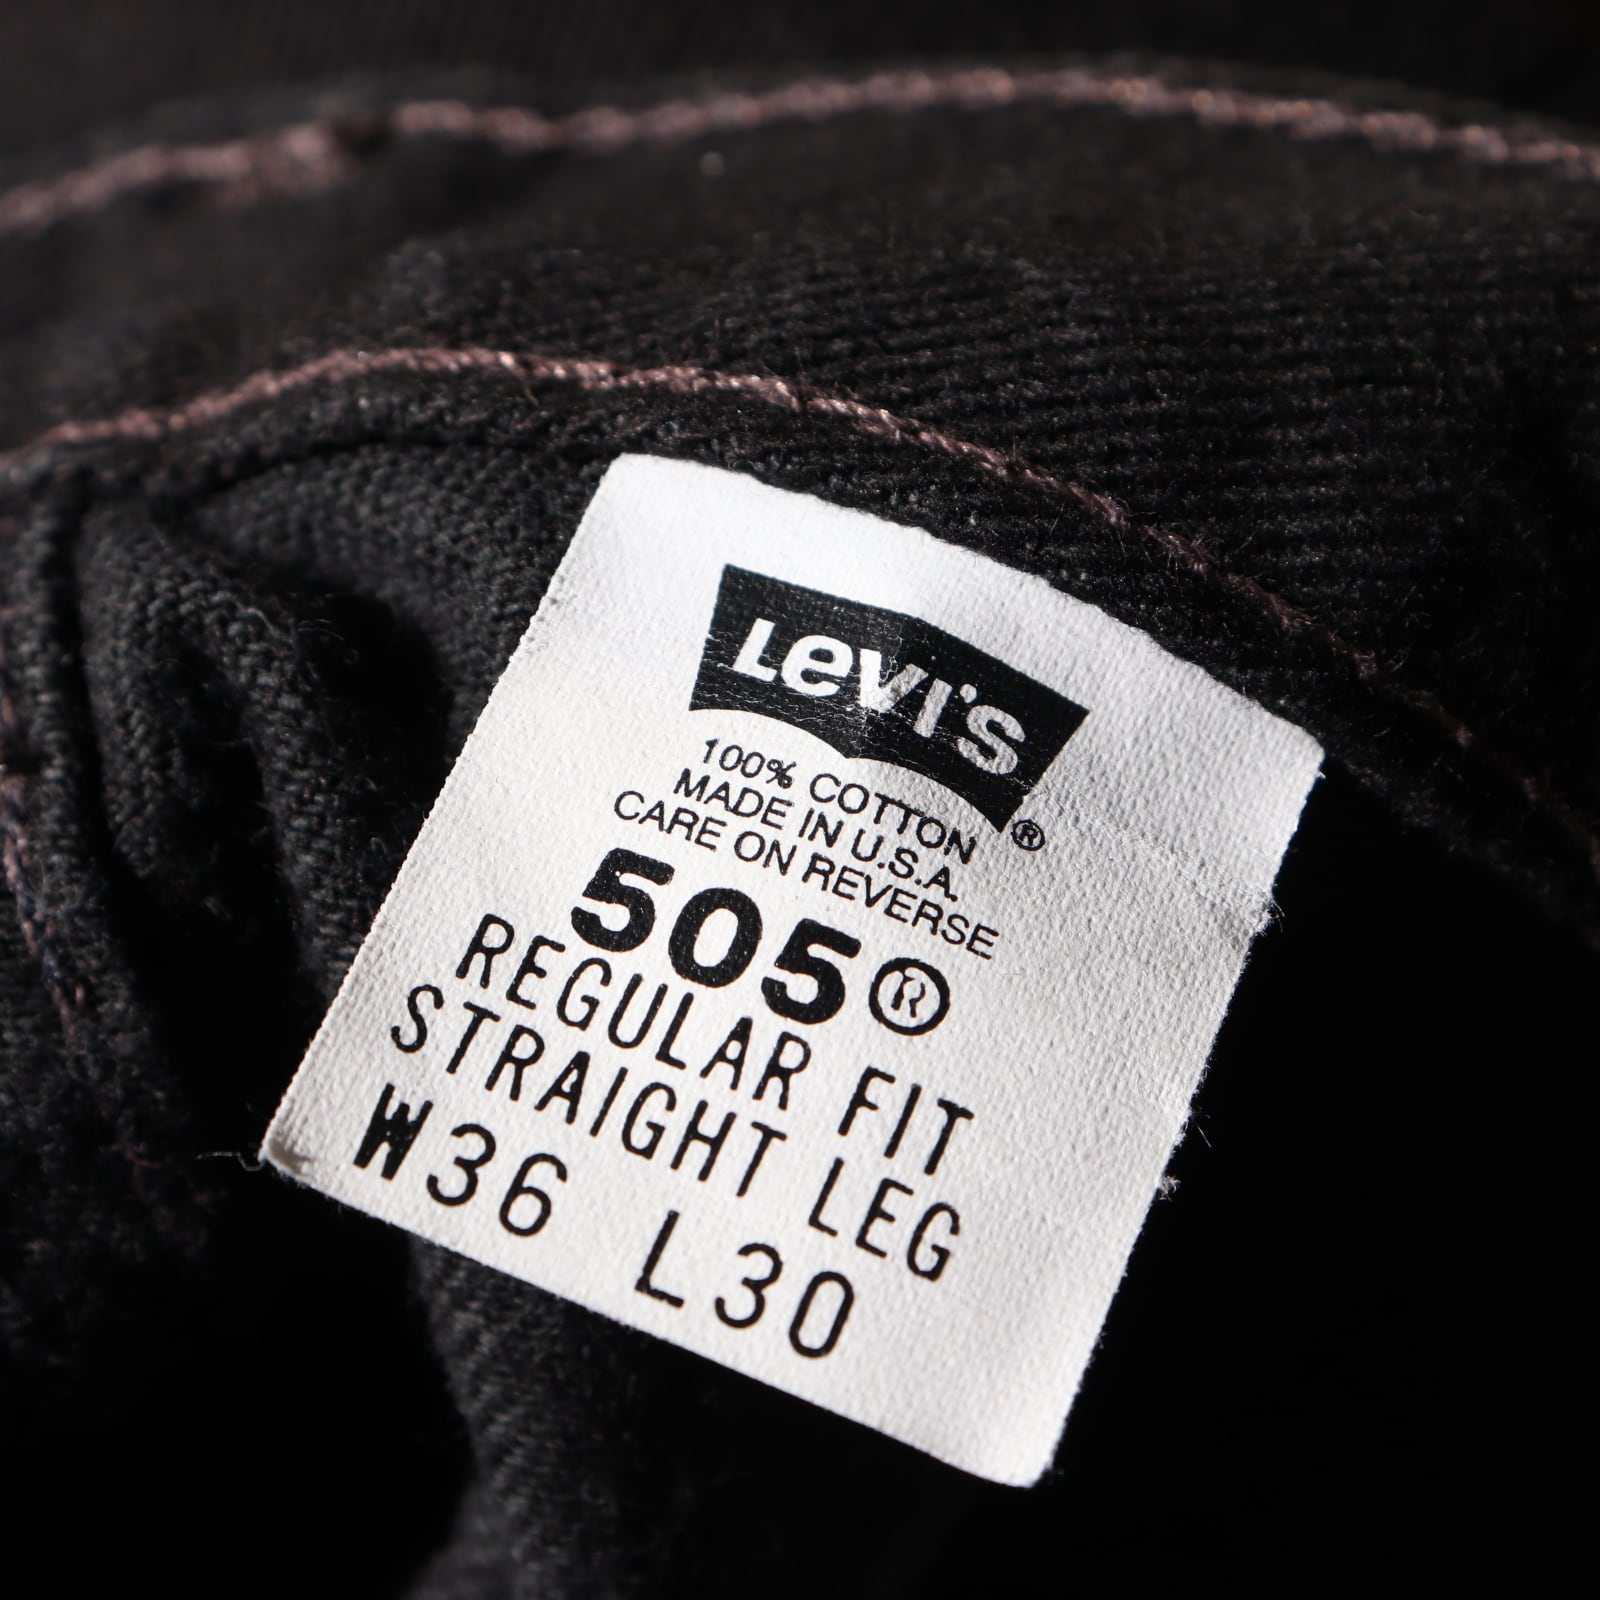 Levi's ®
100% COTTON
MADE IN U.S.A.
CARE ON REVERSE
505®
REGULAR FIT
STRAIGHT LEG
W36 L30